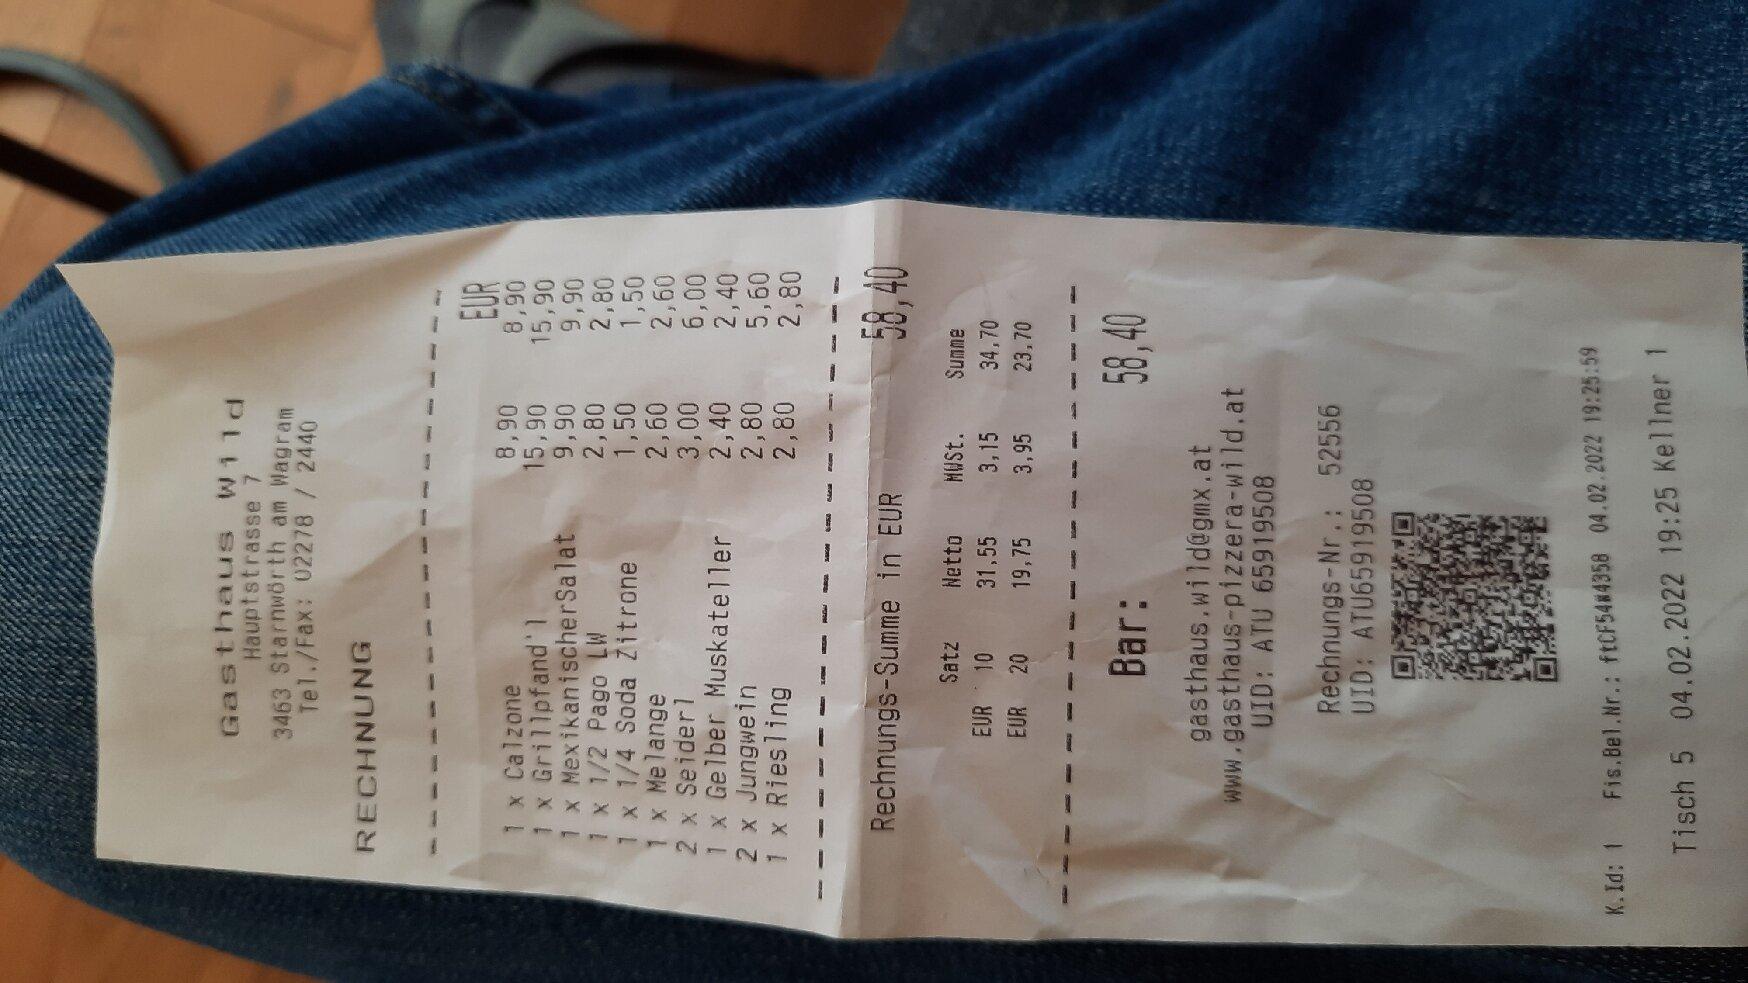 Gasthaus Wild
Hauptstrasse 7
3463 Starnwörth am Wagram
Tel./Fax: 02278 / 2440
RECHNUNG
EUR
1 x Calzone 8,90 8,90
1 x Grillpfand'l 15,90 15,90
1 x MexikanischerSalat 9,90 9,90
1 x 1/2 Pago LW 2,80 2,80
1 x 1/4 Soda Zitrone 1,50 1,50
1 x Melange 2,60 2,60
2 x Seiderl 3,00 6,00
1 x Gelber Muskateller 2,40 2,40
2 x Jungwein 2,80 5,60
1 x Riesling 2,80 2,80
Rechnungs-Summe in EUR 58,40
Satz Netto MWSt. Summe
EUR 10 31,55 3,15 34,70
EUR 20 19,75 3,95 23,70
Bar: 58,40
gasthaus.wild@gmx.at
www.gasthaus-pizzera-wild.at
UID: ATU 65919508
Rechnungs-Nr.: 52556
UID: ATU65919508
K.Id: 1 Fis.Bel.Nr.: ftCF54W4358 04.02.2022 19:25:59
Tisch 5 04.02.2022 19:25 Kellner 1